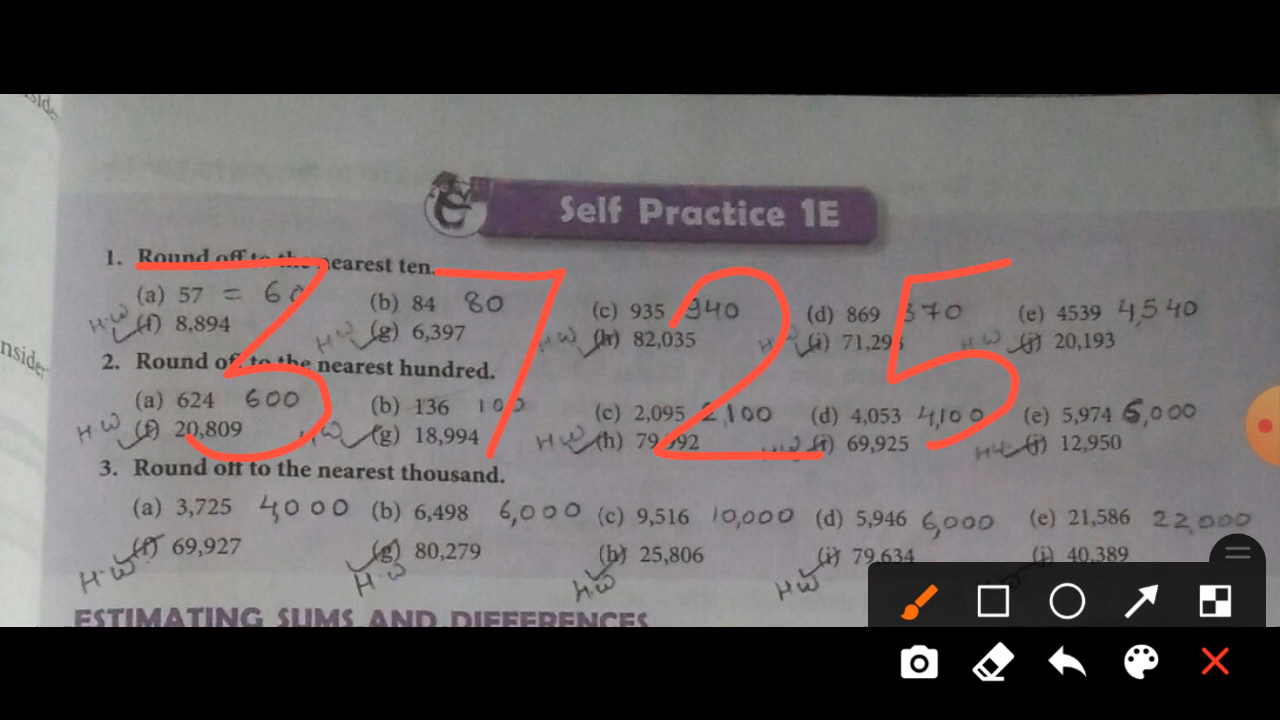 Self Practice 1E
1. Round off to the nearest ten.
(a) 57 = 60 (b) 84 80 (c) 935 940 (d) 869 870 (e) 4539 4,540
H.W (f) 8,894 H.W (g) 6,397 H.W (h) 82,035 H.W (i) 71,295 H.W (j) 20,193
2. Round off to the nearest hundred.
(a) 624 600 (b) 136 100 (c) 2,095 2,100 (d) 4,053 4,100 (e) 5,974 6,000
H.W (f) 20,809 H.W (g) 18,994 H.W (h) 79,992 H.W (i) 69,925 H.W (j) 12,950
3. Round off to the nearest thousand.
(a) 3,725 4,000 (b) 6,498 6,000 (c) 9,516 10,000 (d) 5,946 6,000 (e) 21,586 22,000
H.W (f) 69,927 H.W (g) 80,279 H.W (h) 25,806 H.W (i) 79,634 (j) 40,389
ESTIMATING SUMS AND DIFFERENCES
3725